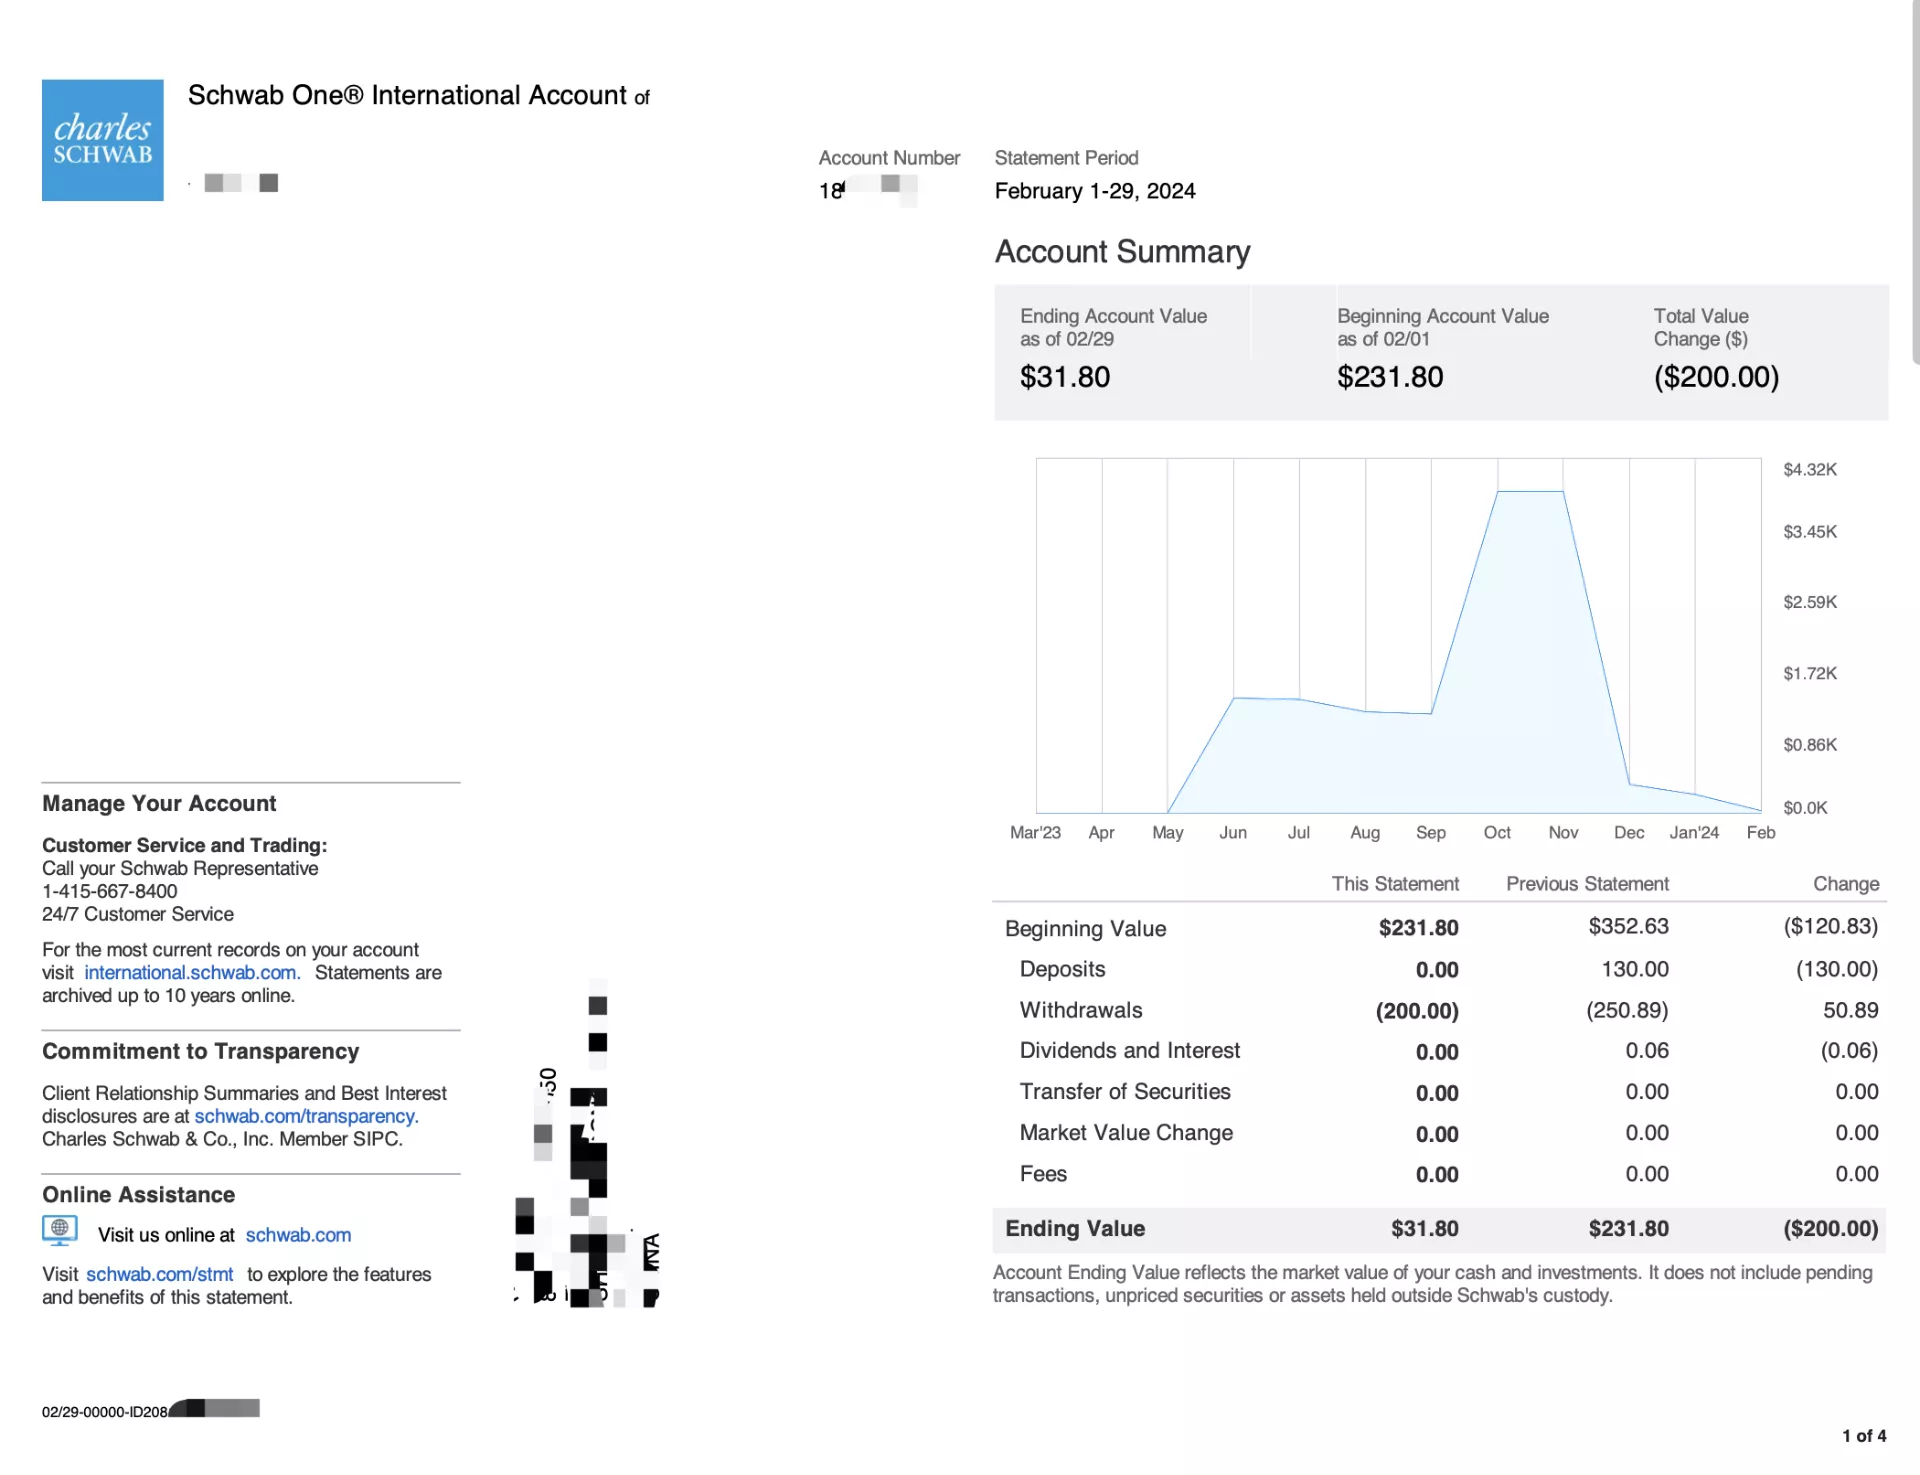 charles
SCHWAB
Schwab One® International Account of
Account Number
18
Statement Period
February 1-29, 2024
Account Summary
Ending Account Value
as of 02/29
$31.80
Beginning Account Value
as of 02/01
$231.80
Total Value
Change ($)
($200.00)
$4.32K
$3.45K
$2.59K
$1.72K
$0.86K
$0.0K
Mar'23 Apr May Jun Jul Aug Sep Oct Nov Dec Jan'24 Feb
Manage Your Account
Customer Service and Trading:
Call your Schwab Representative
1-415-667-8400
24/7 Customer Service
For the most current records on your account
visit international.schwab.com. Statements are
archived up to 10 years online.
Commitment to Transparency
Client Relationship Summaries and Best Interest
disclosures are at schwab.com/transparency.
Charles Schwab & Co., Inc. Member SIPC.
Online Assistance
Visit us online at schwab.com
Visit schwab.com/stmt to explore the features
and benefits of this statement.
This Statement Previous Statement Change
Beginning Value $231.80 $352.63 ($120.83)
Deposits 0.00 130.00 (130.00)
Withdrawals (200.00) (250.89) 50.89
Dividends and Interest 0.00 0.06 (0.06)
Transfer of Securities 0.00 0.00 0.00
Market Value Change 0.00 0.00 0.00
Fees 0.00 0.00 0.00
Ending Value $31.80 $231.80 ($200.00)
Account Ending Value reflects the market value of your cash and investments. It does not include pending
transactions, unpriced securities or assets held outside Schwab's custody.
02/29-00000-ID208
1 of 4